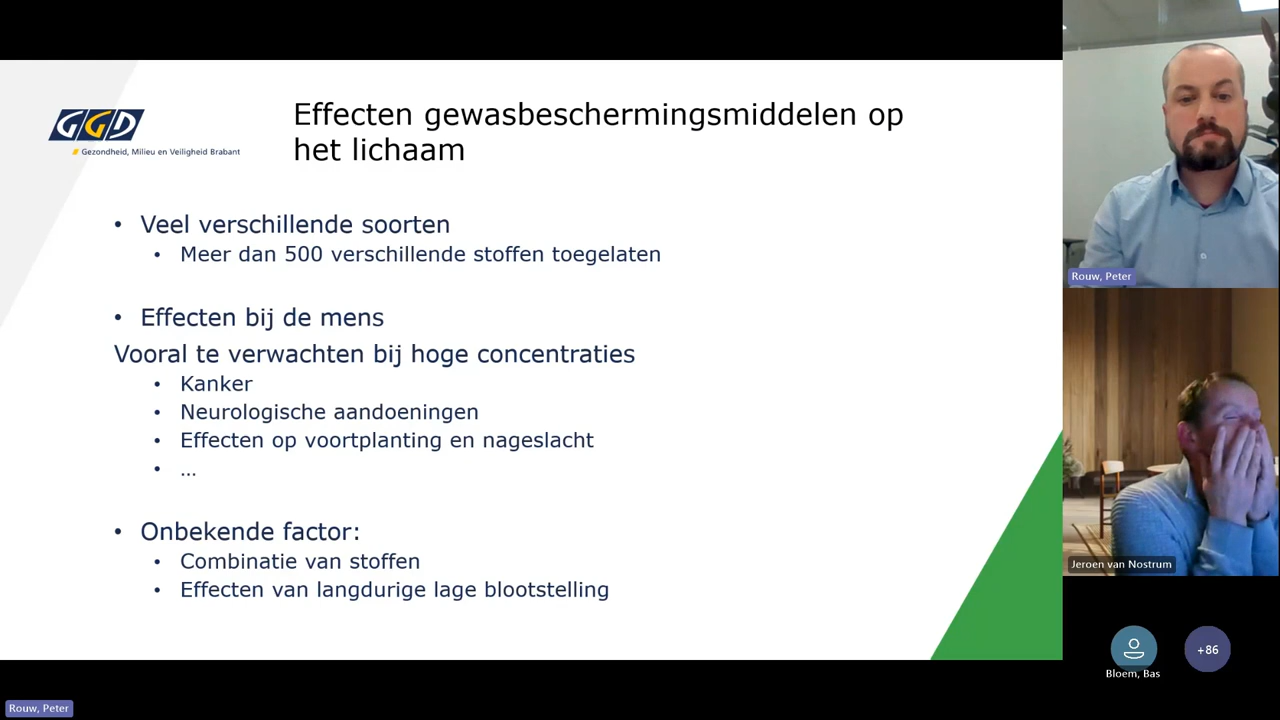 GGD
Gezondheid, Milieu en Veiligheid Brabant
Effecten gewasbeschermingsmiddelen op
het lichaam
• Veel verschillende soorten
• Meer dan 500 verschillende stoffen toegelaten
• Effecten bij de mens
Vooral te verwachten bij hoge concentraties
• Kanker
• Neurologische aandoeningen
• Effecten op voortplanting en nageslacht
• ...
• Onbekende factor:
• Combinatie van stoffen
• Effecten van langdurige lage blootstelling
Rouw, Peter
Jeroen van Nostrum
Bloem, Bas
+86
Rouw, Peter